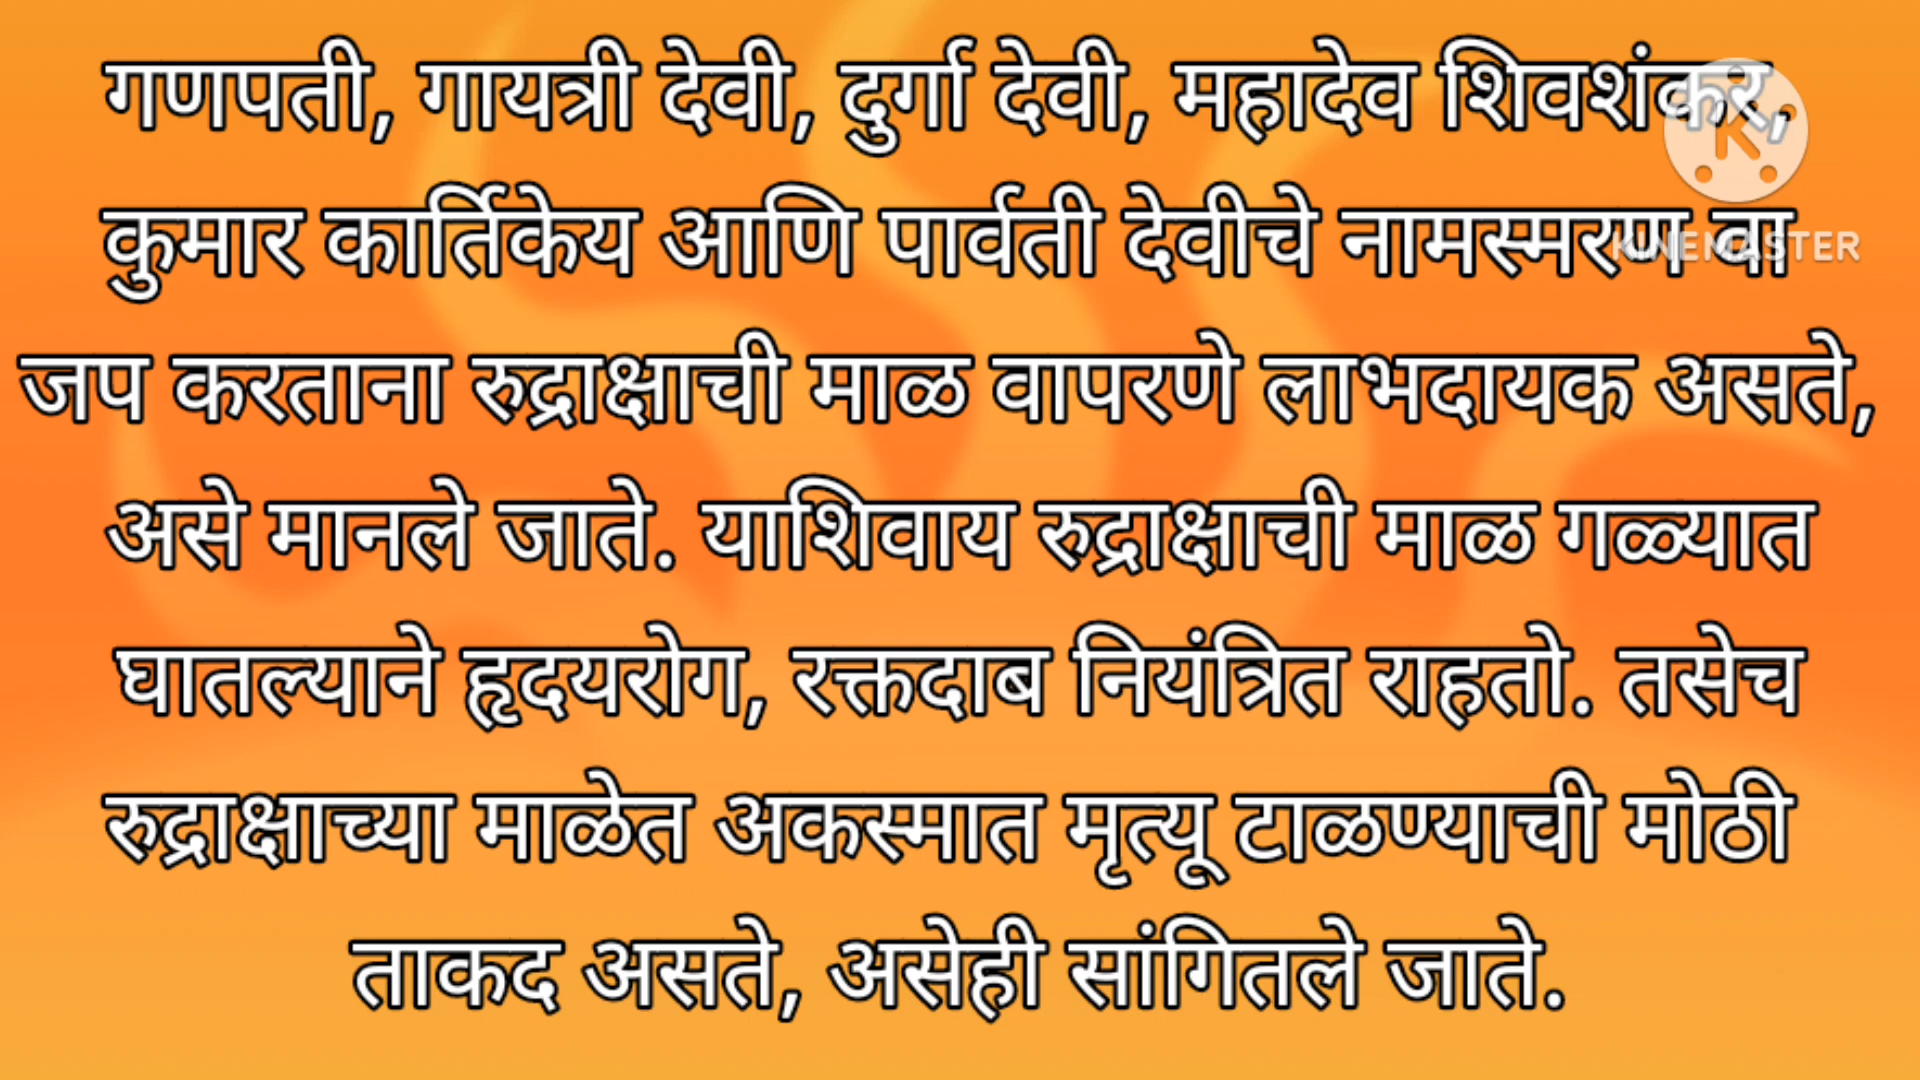 गणपती, गायत्री देवी, दुर्गा देवी, महादेव शिवशंकर,
कुमार कार्तिकेय आणि पार्वती देवीचे नामस्मरण वा
जप करताना रुद्राक्षाची माळ वापरणे लाभदायक असते,
असे मानले जाते. याशिवाय रुद्राक्षाची माळ गळ्यात
घातल्याने हृदयरोग, रक्तदाब नियंत्रित राहतो. तसेच
रुद्राक्षाच्या माळेत अकस्मात मृत्यू टाळण्याची मोठी
ताकद असते, असेही सांगितले जाते.
K
KINEMASTER